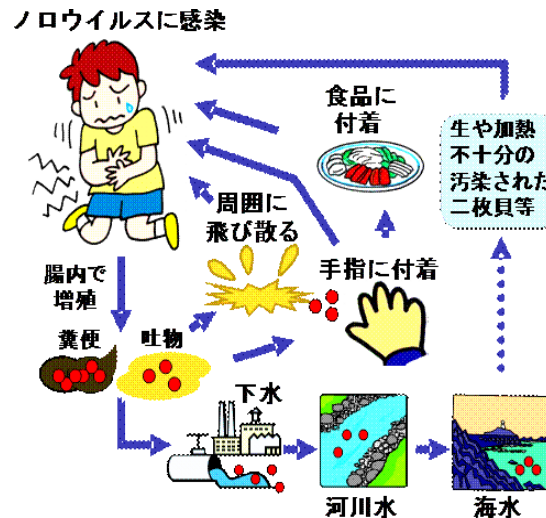 ノロウイルスに感染
食品に
付着
生や加熱
不十分の
汚染された
二枚貝等
周囲に
飛び散る
手指に付着
腸内で
増殖
糞便
吐物
下水
河川水
海水